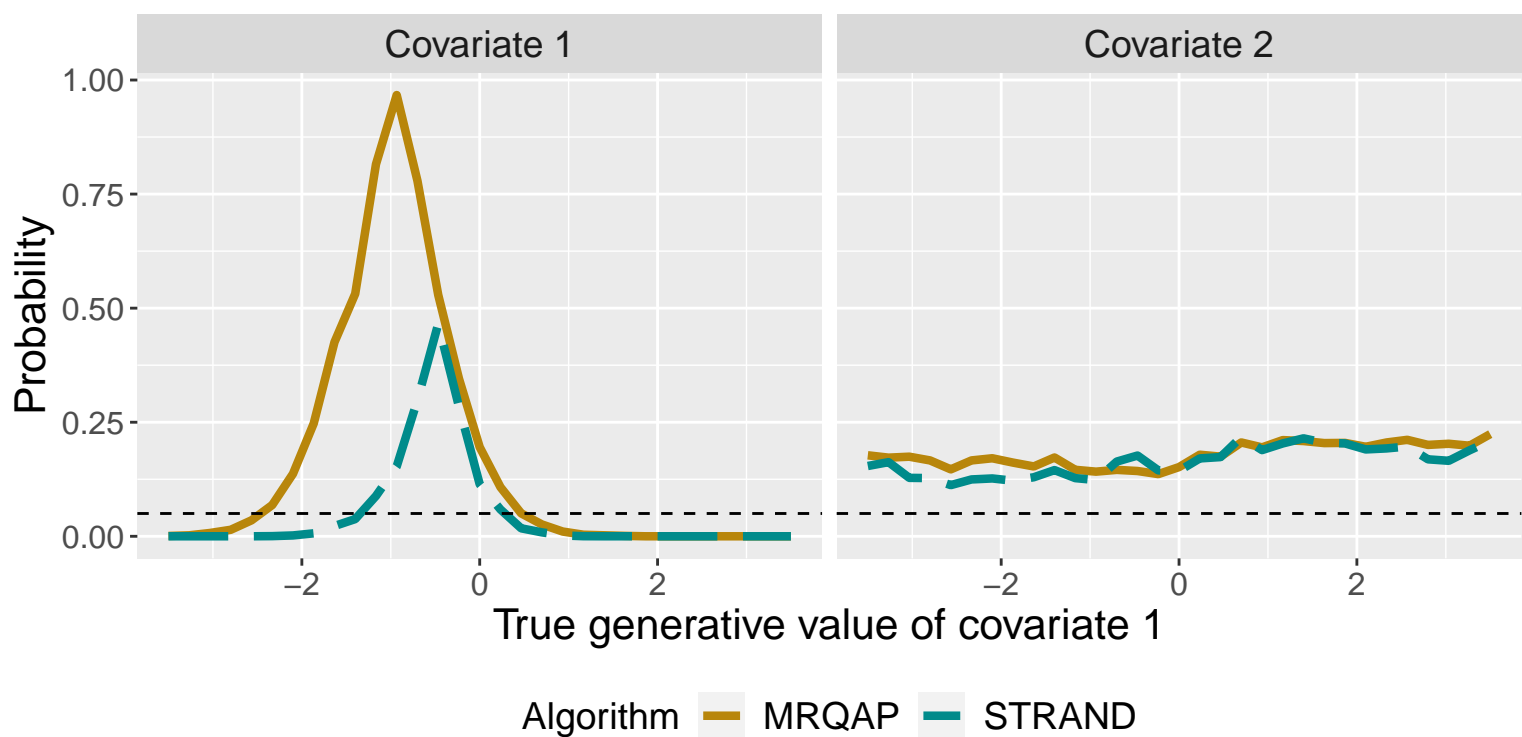 Covariate 1
Covariate 2
Probability
1.00
0.75
0.50
0.25
0.00
−2
0
2
−2
0
2
True generative value of covariate 1
Algorithm
MRQAP
STRAND